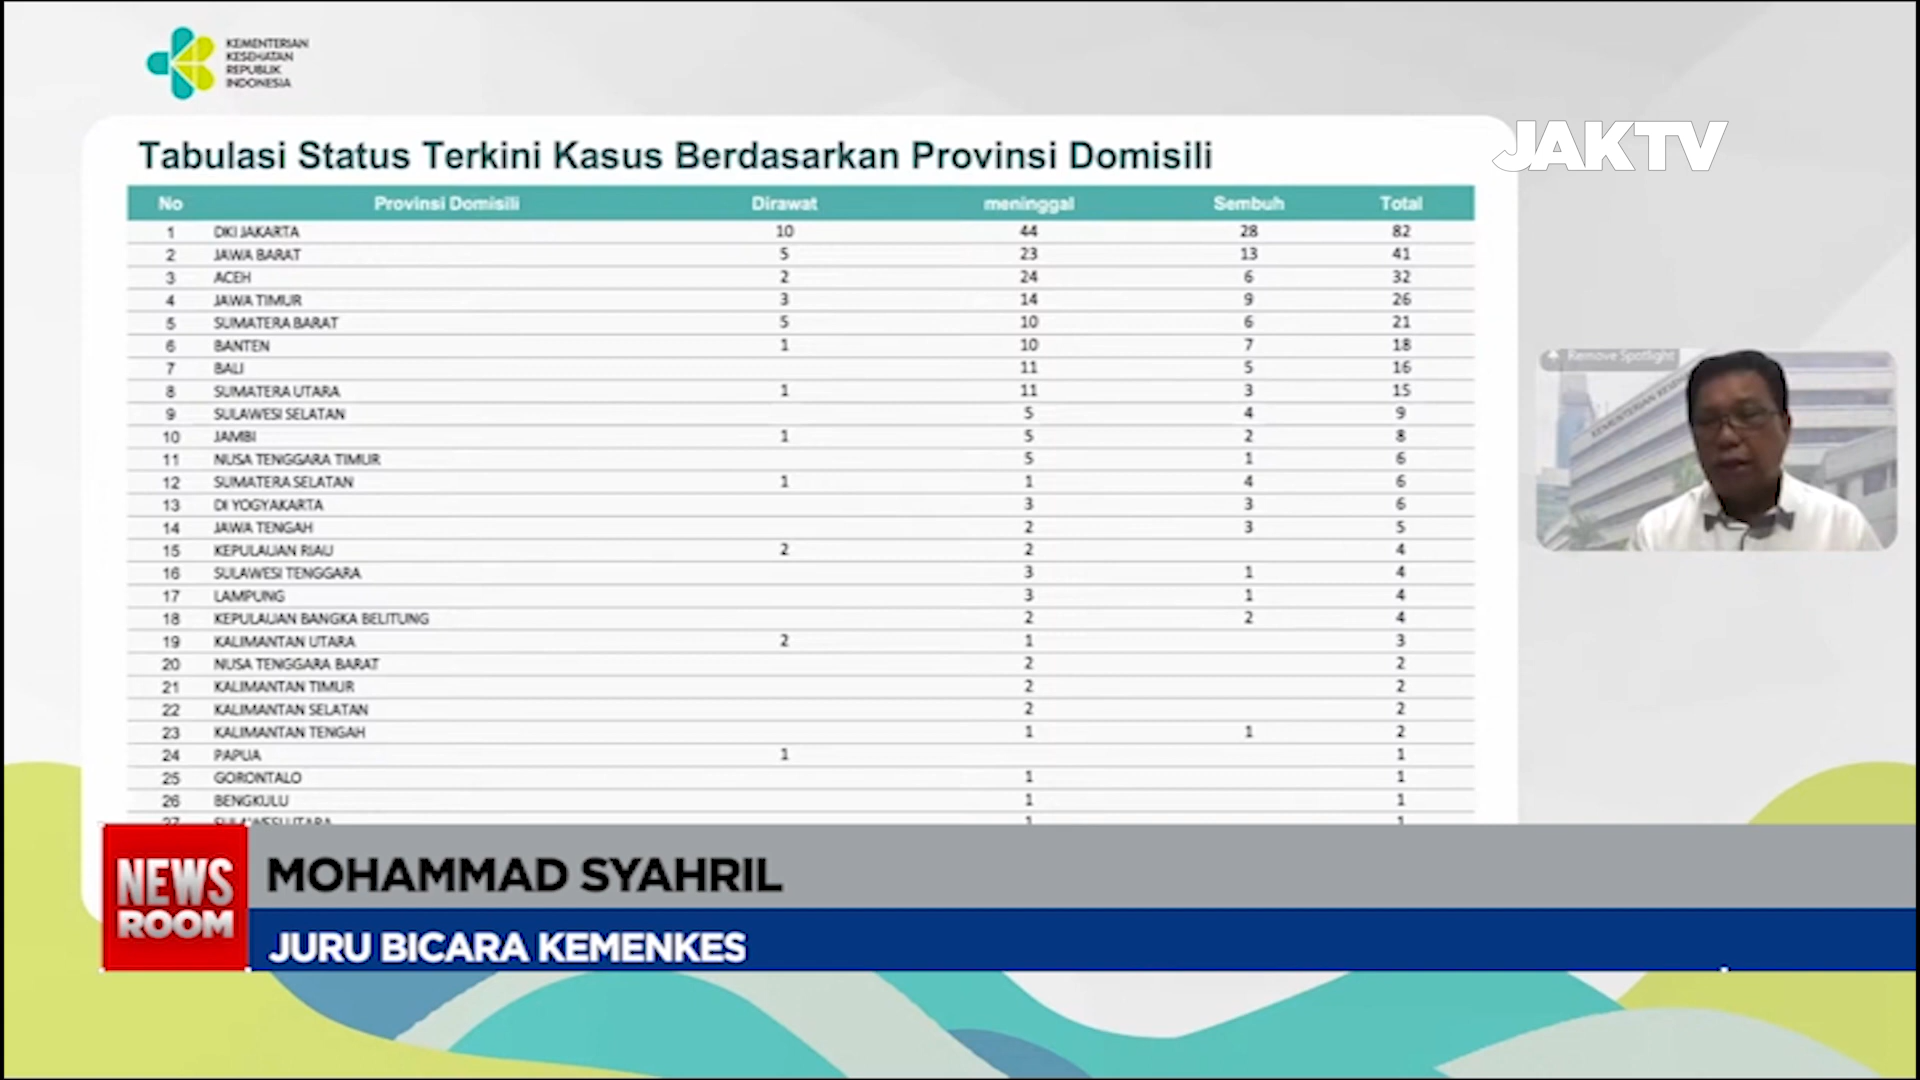 KEMENTERIAN
KESEHATAN
REPUBLIK
INDONESIA
JAKTV
Tabulasi Status Terkini Kasus Berdasarkan Provinsi Domisili
No Provinsi Domisili Dirawat meninggal Sembuh Total
1 DKI JAKARTA 10 44 28 82
2 JAWA BARAT 5 23 13 41
3 ACEH 2 24 6 32
4 JAWA TIMUR 3 14 9 26
5 SUMATERA BARAT 5 10 6 21
6 BANTEN 1 10 7 18
7 BALI 11 5 16
8 SUMATERA UTARA 1 11 3 15
9 SULAWESI SELATAN 5 4 9
10 JAMBI 1 5 2 8
11 NUSA TENGGARA TIMUR 5 1 6
12 SUMATERA SELATAN 1 1 4 6
13 DI YOGYAKARTA 3 3 6
14 JAWA TENGAH 2 3 5
15 KEPULAUAN RIAU 2 2 4
16 SULAWESI TENGGARA 3 1 4
17 LAMPUNG 3 1 4
18 KEPULAUAN BANGKA BELITUNG 2 2 4
19 KALIMANTAN UTARA 2 1 3
20 NUSA TENGGARA BARAT 2 2
21 KALIMANTAN TIMUR 2 2
22 KALIMANTAN SELATAN 2 2
23 KALIMANTAN TENGAH 1 1 2
24 PAPUA 1 1
25 GORONTALO 1 1
26 BENGKULU 1 1
27 SULAWESI UTARA 1 1
Remove Spotlight
KEMENTERIAN
NEWS
ROOM
MOHAMMAD SYAHRIL
JURU BICARA KEMENKES